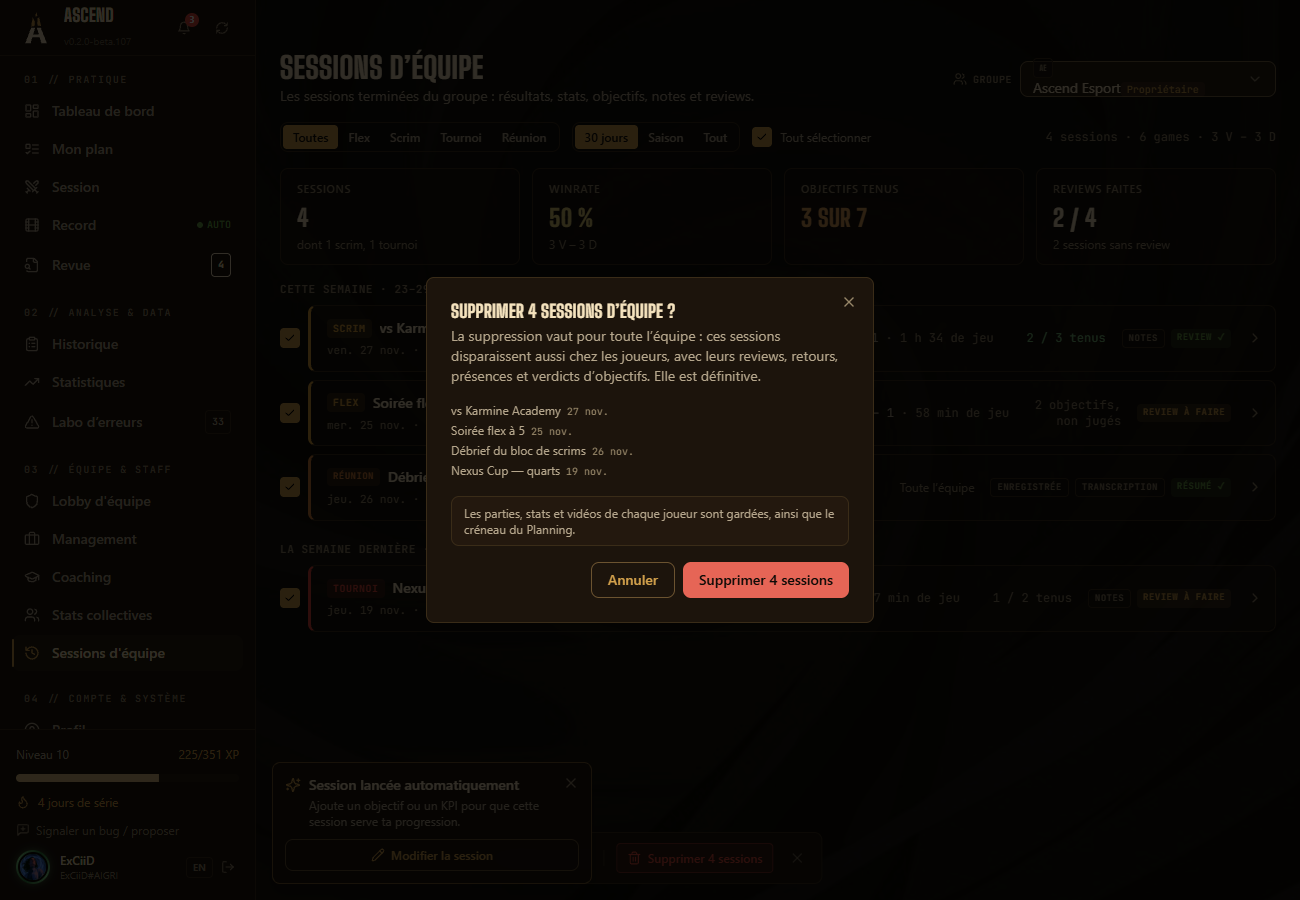 ASCEND
v0.2.0-beta.107
3
01 // PRATIQUE
Tableau de bord
Mon plan
Session
Record
AUTO
Revue
4
02 // ANALYSE & DATA
Historique
Statistiques
Labo d'erreurs
33
03 // ÉQUIPE & STAFF
Lobby d'équipe
Management
Coaching
Stats collectives
Sessions d'équipe
04 // COMPTE & SYSTÈME
Profil
Niveau 10
225/351 XP
4 jours de série
Signaler un bug / proposer
ExCiiD
ExCiiD#AIGRI
EN
SESSIONS D'ÉQUIPE
Les sessions terminées du groupe : résultats, stats, objectifs, notes et reviews.
GROUPE
Ascend Esport Propriétaire
Toutes Flex Scrim Tournoi Réunion
30 jours Saison Tout
Tout sélectionner
4 sessions · 6 games · 3 V – 3 D
SESSIONS
4
dont 1 scrim, 1 tournoi
WINRATE
50 %
3 V – 3 D
OBJECTIFS TENUS
3 SUR 7
REVIEWS FAITES
2 / 4
2 sessions sans review
CETTE SEMAINE · 23–2
SCRIM vs Karm
ven. 27 nov. ·
1 · 1 h 34 de jeu
2 / 3 tenus
NOTES
REVIEW ✓
FLEX Soirée fl
mer. 25 nov. ·
– 1 · 58 min de jeu
2 objectifs,
non jugés
REVIEW À FAIRE
RÉUNION Débrie
jeu. 26 nov. ·
Toute l'équipe
ENREGISTRÉE
TRANSCRIPTION
RÉSUMÉ ✓
LA SEMAINE DERNIÈRE
TOURNOI Nexu
jeu. 19 nov. ·
7 min de jeu
1 / 2 tenus
NOTES
REVIEW À FAIRE
SUPPRIMER 4 SESSIONS D'ÉQUIPE ?
La suppression vaut pour toute l'équipe : ces sessions
disparaissent aussi chez les joueurs, avec leurs reviews, retours,
présences et verdicts d'objectifs. Elle est définitive.
vs Karmine Academy 27 nov.
Soirée flex à 5 25 nov.
Débrief du bloc de scrims 26 nov.
Nexus Cup — quarts 19 nov.
Les parties, stats et vidéos de chaque joueur sont gardées, ainsi que le
créneau du Planning.
Annuler
Supprimer 4 sessions
Session lancée automatiquement
Ajoute un objectif ou un KPI pour que cette
session serve ta progression.
Modifier la session
Supprimer 4 sessions